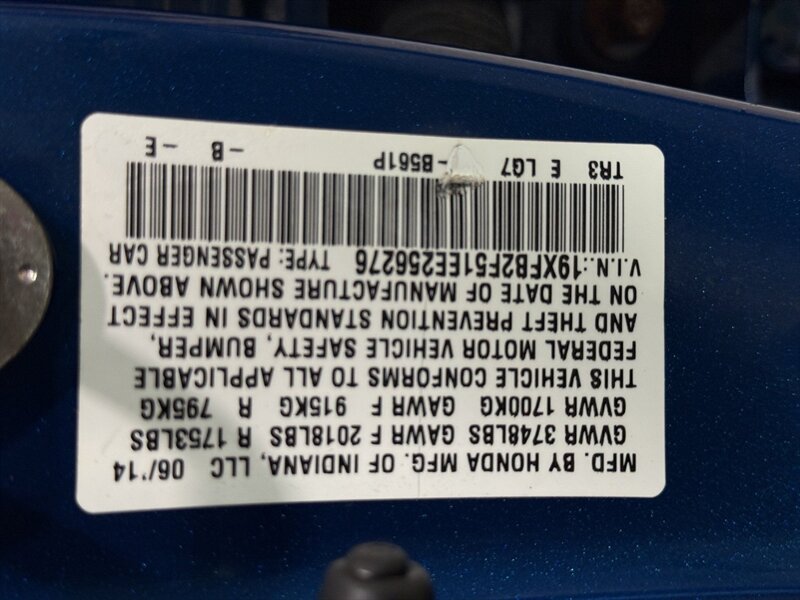 MFD. BY HONDA MFG. OF INDIANA, LLC 06/'14
GVWR 3748LBS GAWR F 2018LBS R 1753LBS
GVWR 1700KG GAWR F 915KG R 795KG
THIS VEHICLE CONFORMS TO ALL APPLICABLE
FEDERAL MOTOR VEHICLE SAFETY, BUMPER,
AND THEFT PREVENTION STANDARDS IN EFFECT
ON THE DATE OF MANUFACTURE SHOWN ABOVE.
V.I.N.:19XFB2F51EE256276 TYPE: PASSENGER CAR
TR3 E LG7 -B561P -B -E